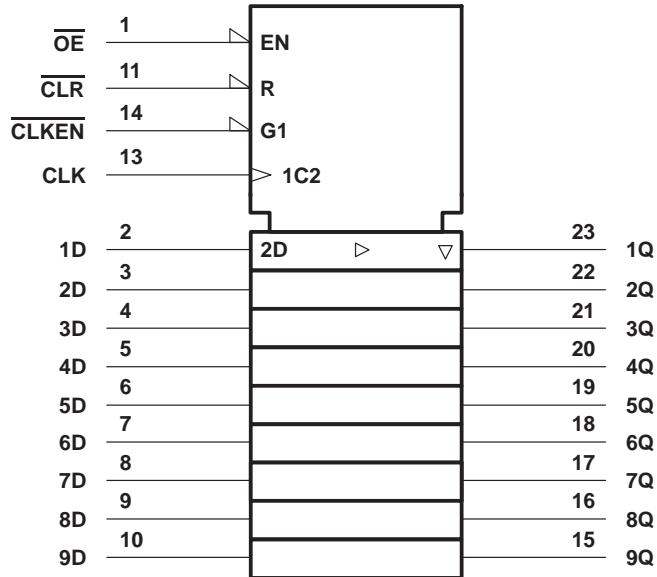 OE 1 EN
CLR 11 R
CLKEN 14 G1
CLK 13 1C2
1D 2 2D 23 1Q
2D 3 22 2Q
3D 4 21 3Q
4D 5 20 4Q
5D 6 19 5Q
6D 7 18 6Q
7D 8 17 7Q
8D 9 16 8Q
9D 10 15 9Q